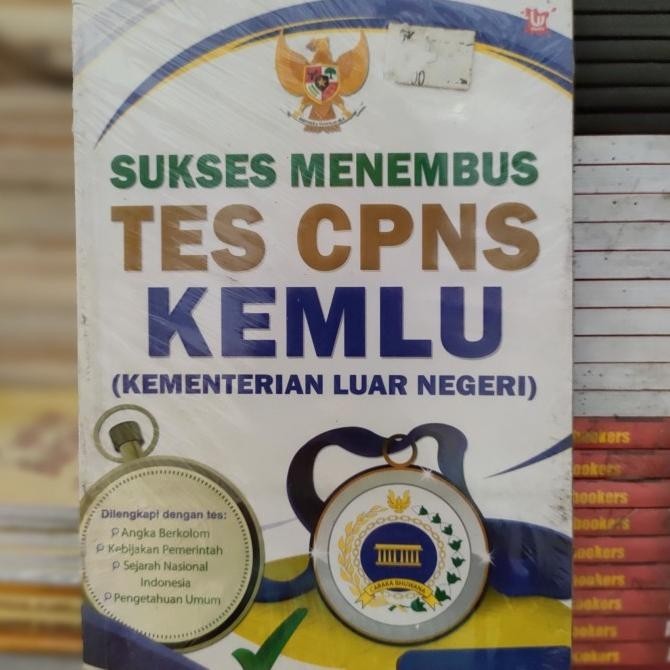 SUKSES MENEMBUS
TES CPNS
KEMLU
(KEMENTERIAN LUAR NEGERI)
Dilengkapi dengan tes:
Angka Berkolom
Kebijakan Pemerintah
Sejarah Nasional
Indonesia
Pengetahuan Umum
CARAKA BHUWANA
bookers
bookers
bookers
bookers
bookers
bookers
bookers
bookers